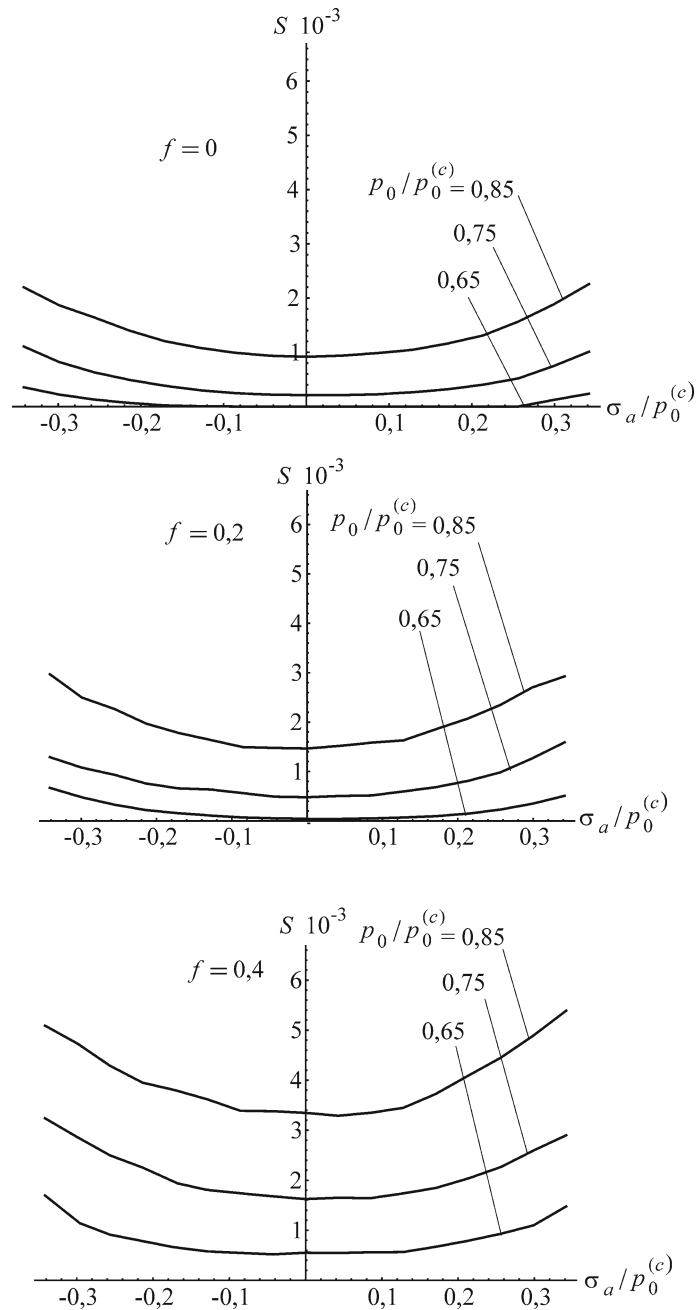 S 10^-3
6
5
f = 0
4
p_0 / p_0^(c) = 0,85
3
0,75
0,65
2
1
-0,3 -0,2 -0,1 0,1 0,2 0,3 σ_a / p_0^(c)
S 10^-3
6
p_0 / p_0^(c) = 0,85
f = 0,2
5
0,75
4
0,65
3
2
1
-0,3 -0,2 -0,1 0,1 0,2 0,3 σ_a / p_0^(c)
S 10^-3
p_0 / p_0^(c) = 0,85
f = 0,4
6
0,75
5
0,65
4
3
2
1
-0,3 -0,2 -0,1 0,1 0,2 0,3 σ_a / p_0^(c)